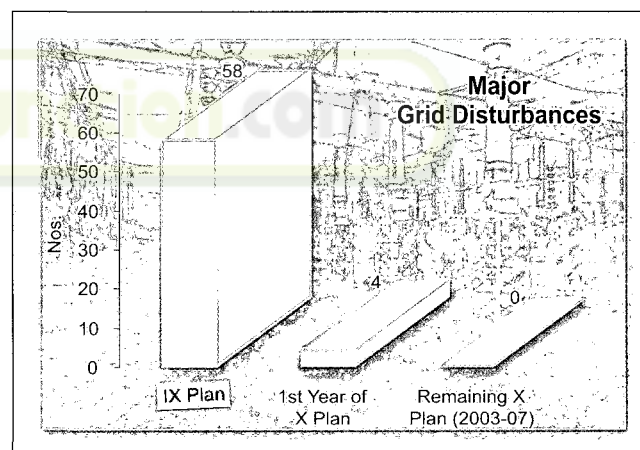 Major
Grid Disturbances
58
4
0
70
60
50
40
30
20
10
0
Nos.
IX Plan
1st Year of
X Plan
Remaining X
Plan (2003-07)